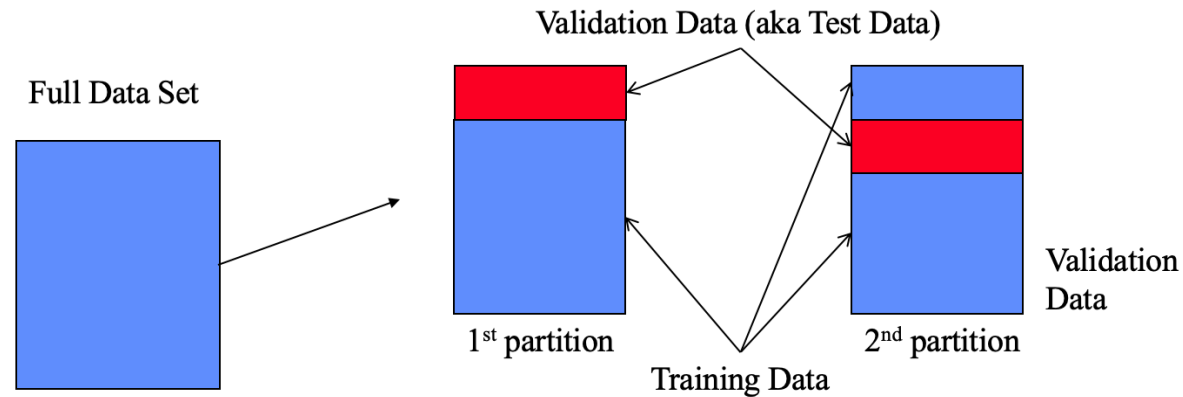 Validation Data (aka Test Data)
Full Data Set
1st partition
2nd partition
Validation
Data
Training Data